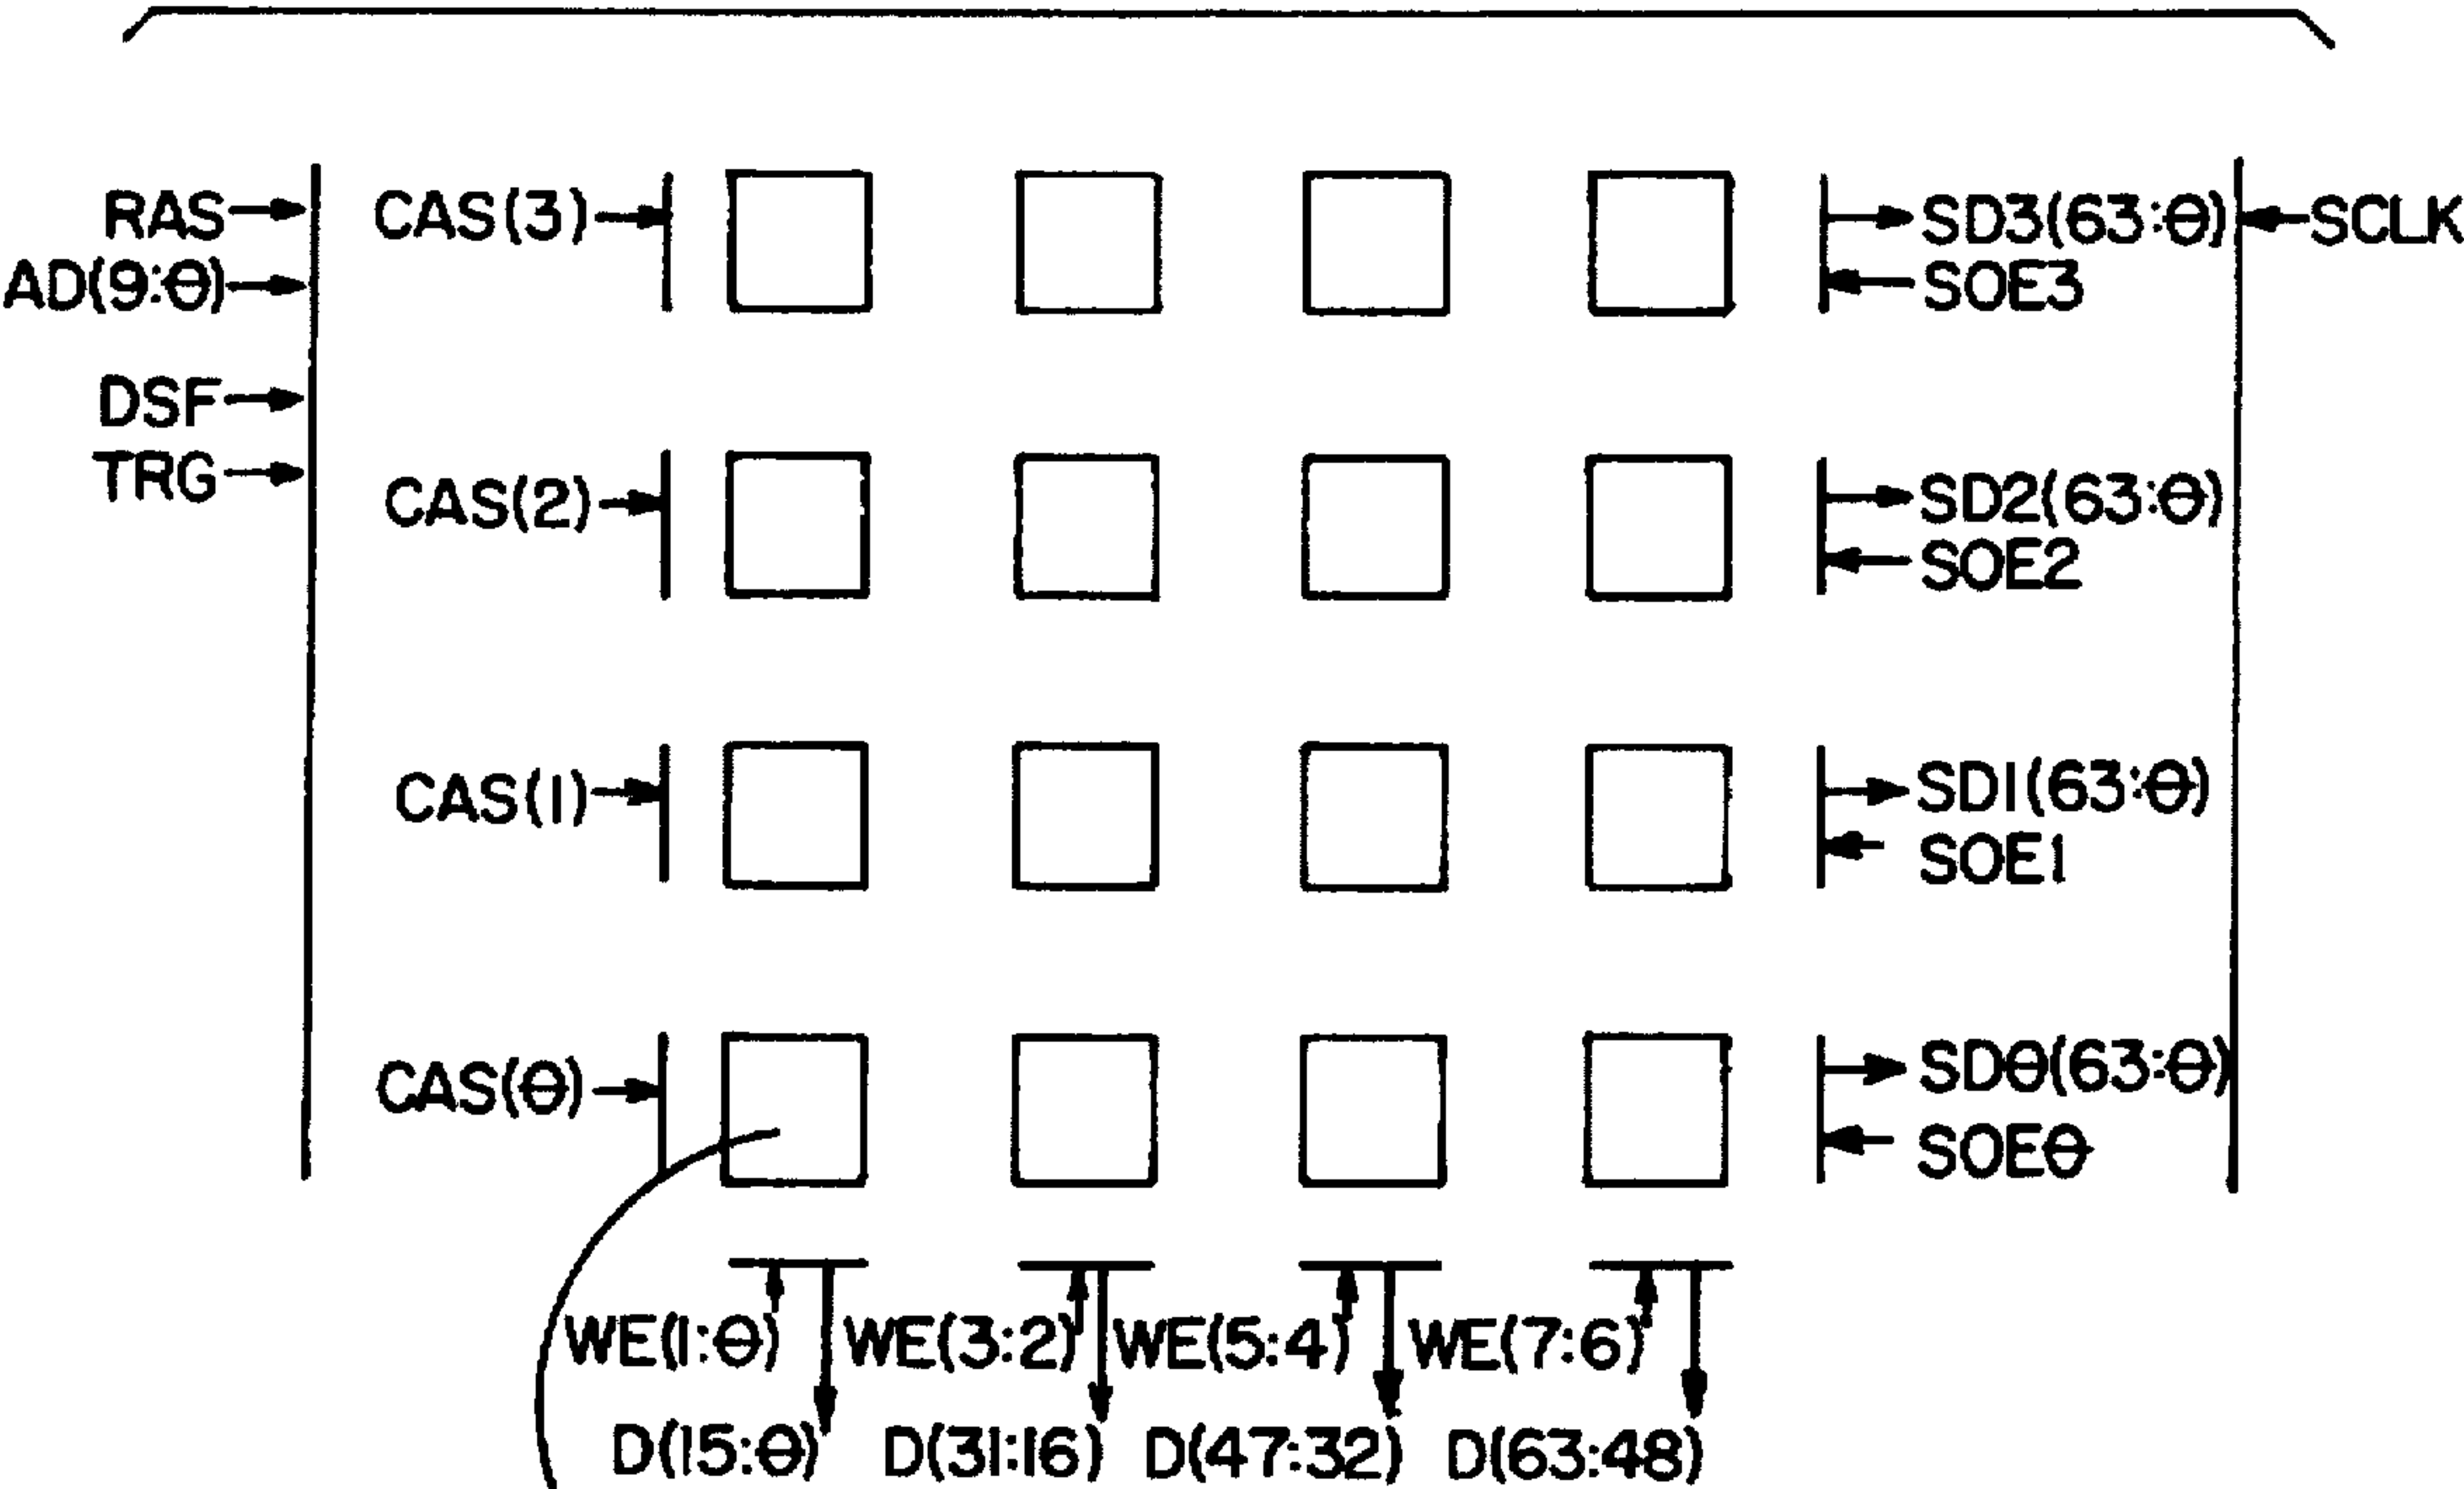 RAS
CAS(3)
SD3(63:0)
SCLK
AD(9:0)
SOE3
DSF
TRG
CAS(2)
SD2(63:0)
SOE2
CAS(1)
SD1(63:0)
SOE1
CAS(0)
SD0(63:0)
SOE0
WE(1:0) WE(3:2) WE(5:4) WE(7:6)
D(15:0) D(31:16) D(47:32) D(63:48)